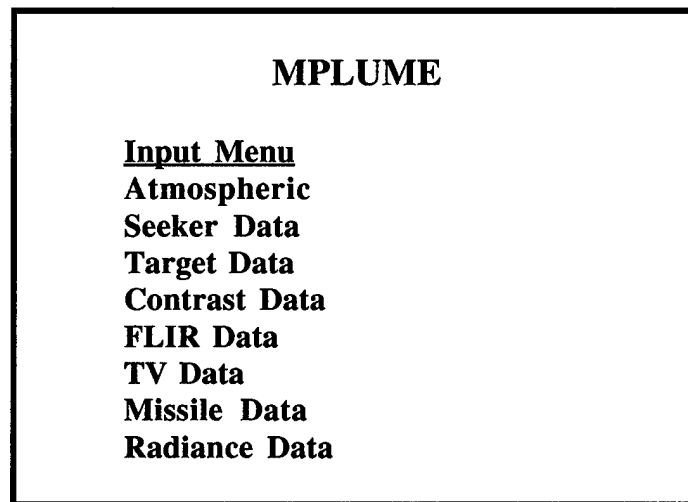 MPLUME
Input Menu
Atmospheric
Seeker Data
Target Data
Contrast Data
FLIR Data
TV Data
Missile Data
Radiance Data